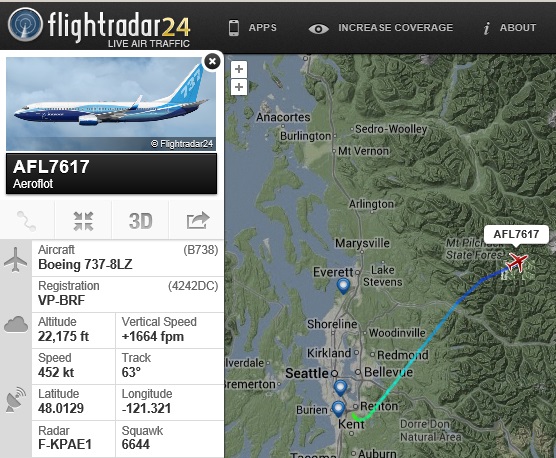 flightradar24
LIVE AIR TRAFFIC
APPS
INCREASE COVERAGE
ABOUT
737
© Flightradar24
AFL7617
Aeroflot
3D
Aircraft (B738)
Boeing 737-8LZ
Registration (4242DC)
VP-BRF
Altitude Vertical Speed
22,175 ft +1664 fpm
Speed Track
452 kt 63°
Latitude Longitude
48.0129 -121.321
Radar Squawk
F-KPAE1 6644
+
+
Anacortes
Burlington
Sedro-Woolley
Mt Vernon
Arlington
AFL7617
Marysville
Mt Pilchuck
State Forest
Everett
Lake
Stevens
Shoreline
Woodinville
Kirkland
Redmond
lverdale
Seattle
Bellevue
Bremerton
Burien
Renton
Kent
Dorre Don
Natural Area
Tacoma
Auburn